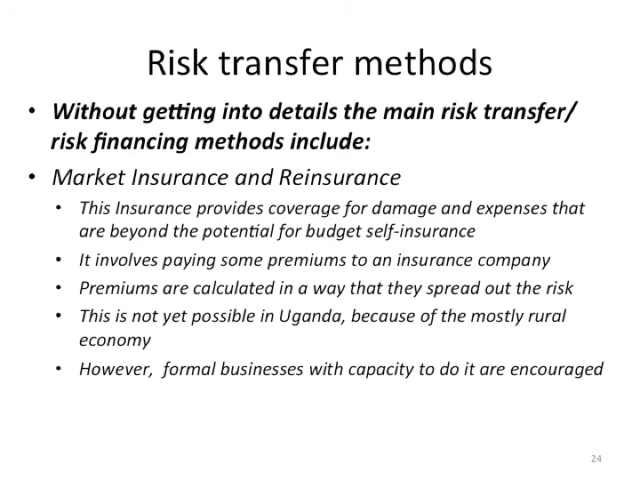 Risk transfer methods
• Without getting into details the main risk transfer/
risk financing methods include:
• Market Insurance and Reinsurance
• This Insurance provides coverage for damage and expenses that
are beyond the potential for budget self-insurance
• It involves paying some premiums to an insurance company
• Premiums are calculated in a way that they spread out the risk
• This is not yet possible in Uganda, because of the mostly rural
economy
• However,  formal businesses with capacity to do it are encouraged
24